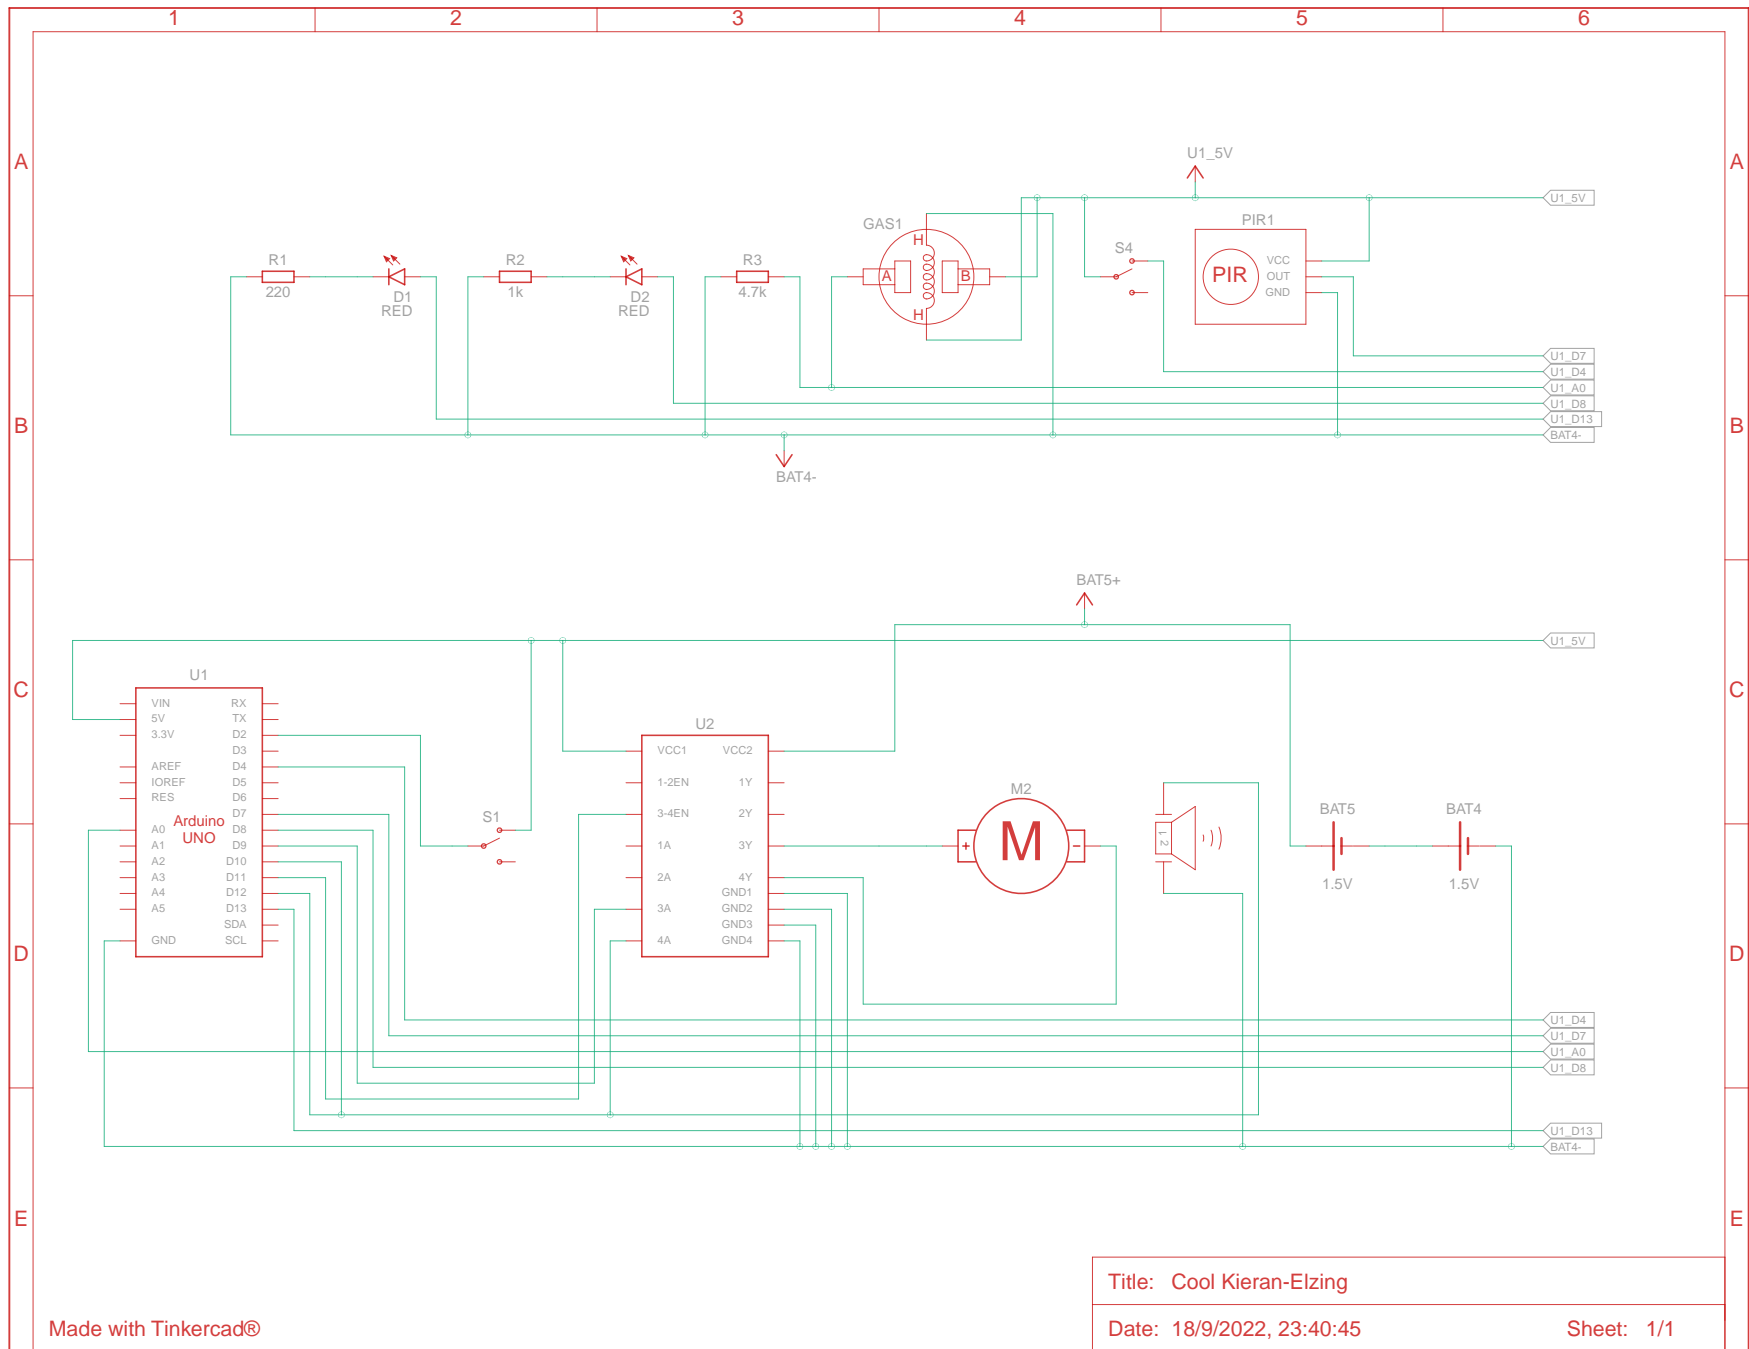 1 2 3 4 5 6
A A
U1_5V
U1_5V
GAS1 PIR1
H
S4
R1 R2 R3
VCC
A B PIR OUT
220 1k 4.7k
GND
D1 D2
RED RED
H
U1_D7
U1_D4
U1_A0
U1_D8
U1_D13
B B
BAT4-
BAT4-
BAT5+
U1_5V
C C
U1
VIN RX
5V TX
3.3V D2
D3
AREF D4
IOREF D5
RES D6
D7
A0 D8
A1 D9
A2 D10
A3 D11
A4 D12
A5 D13
SDA
GND SCL
Arduino
UNO
S1
U2
VCC1 VCC2
1-2EN 1Y
3-4EN 2Y
1A 3Y
2A 4Y
GND1
3A GND2
GND3
4A GND4
M2
+ M -
1
2
BAT5 BAT4
1.5V 1.5V
D D
U1_D4
U1_D7
U1_A0
U1_D8
U1_D13
BAT4-
E E
Title: Cool Kieran-Elzing
Made with Tinkercad®
Date: 18/9/2022, 23:40:45 Sheet: 1/1